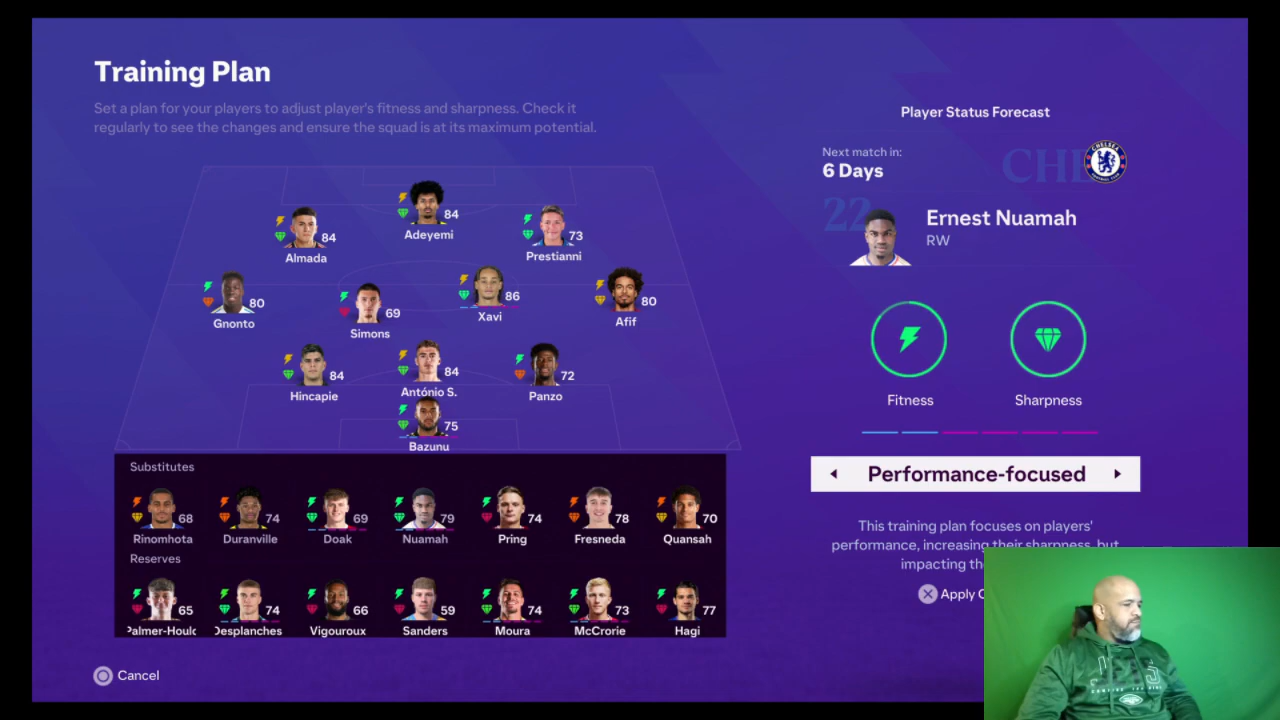 Training Plan
Set a plan for your players to adjust player's fitness and sharpness. Check it
regularly to see the changes and ensure the squad is at its maximum potential.
Player Status Forecast
Next match in:
6 Days
CHE
CHELSEA
22
Ernest Nuamah
RW
84
Adeyemi
84
Almada
73
Prestianni
80
Gnonto
69
Simons
86
Xavi
80
Afif
84
Hincapie
84
António S.
72
Panzo
75
Bazunu
Fitness
Sharpness
Performance-focused
This training plan focuses on players'
performance, increasing their sharpness, but
impacting
Apply
Substitutes
68
Rinomhota
74
Duranville
69
Doak
79
Nuamah
74
Pring
78
Fresneda
70
Quansah
Reserves
65
Palmer-Houlc
74
Desplanches
66
Vigouroux
59
Sanders
74
Moura
73
McCrorie
77
Hagi
Cancel